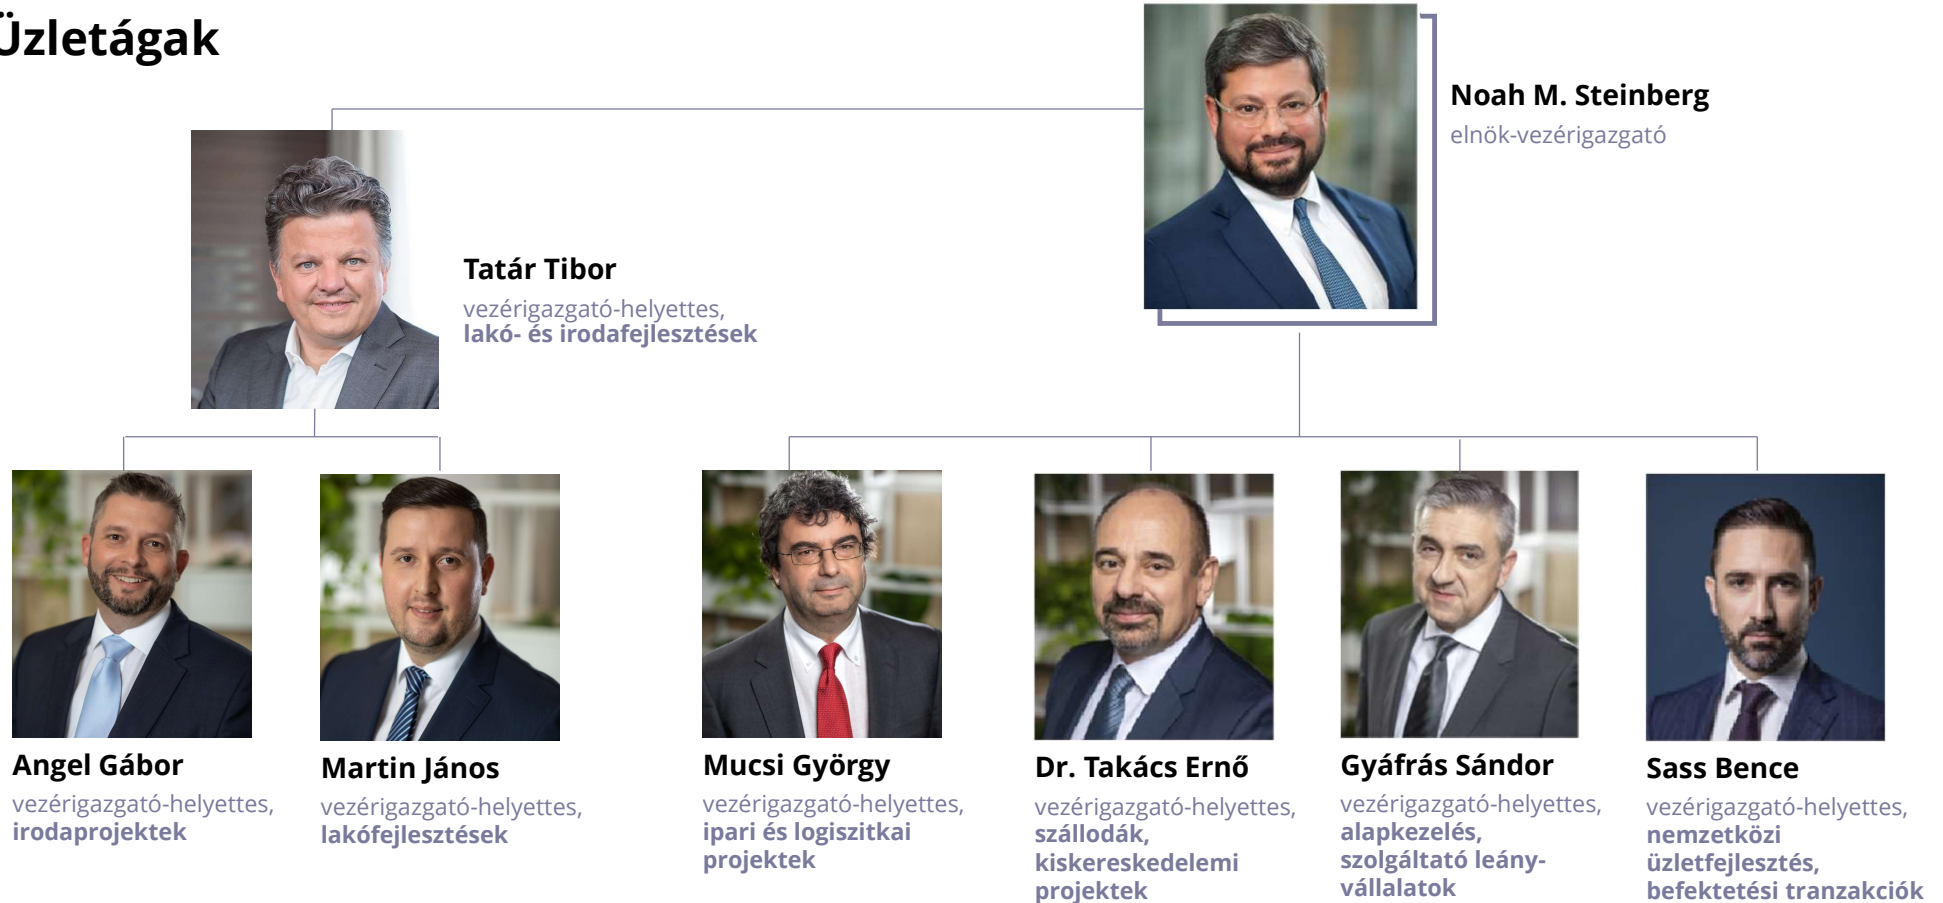 Üzletágak
Noah M. Steinberg
elnök-vezérigazgató
Tatár Tibor
vezérigazgató-helyettes,
lakó- és irodafejlesztések
Angel Gábor
vezérigazgató-helyettes,
irodaprojektek
Martin János
vezérigazgató-helyettes,
lakófejlesztések
Mucsi György
vezérigazgató-helyettes,
ipari és logiszitkai
projektek
Dr. Takács Ernő
vezérigazgató-helyettes,
szállodák,
kiskereskedelemi
projektek
Gyáfrás Sándor
vezérigazgató-helyettes,
alapkezelés,
szolgáltató leány-
vállalatok
Sass Bence
vezérigazgató-helyettes,
nemzetközi
üzletfejlesztés,
befektetési tranzakciók